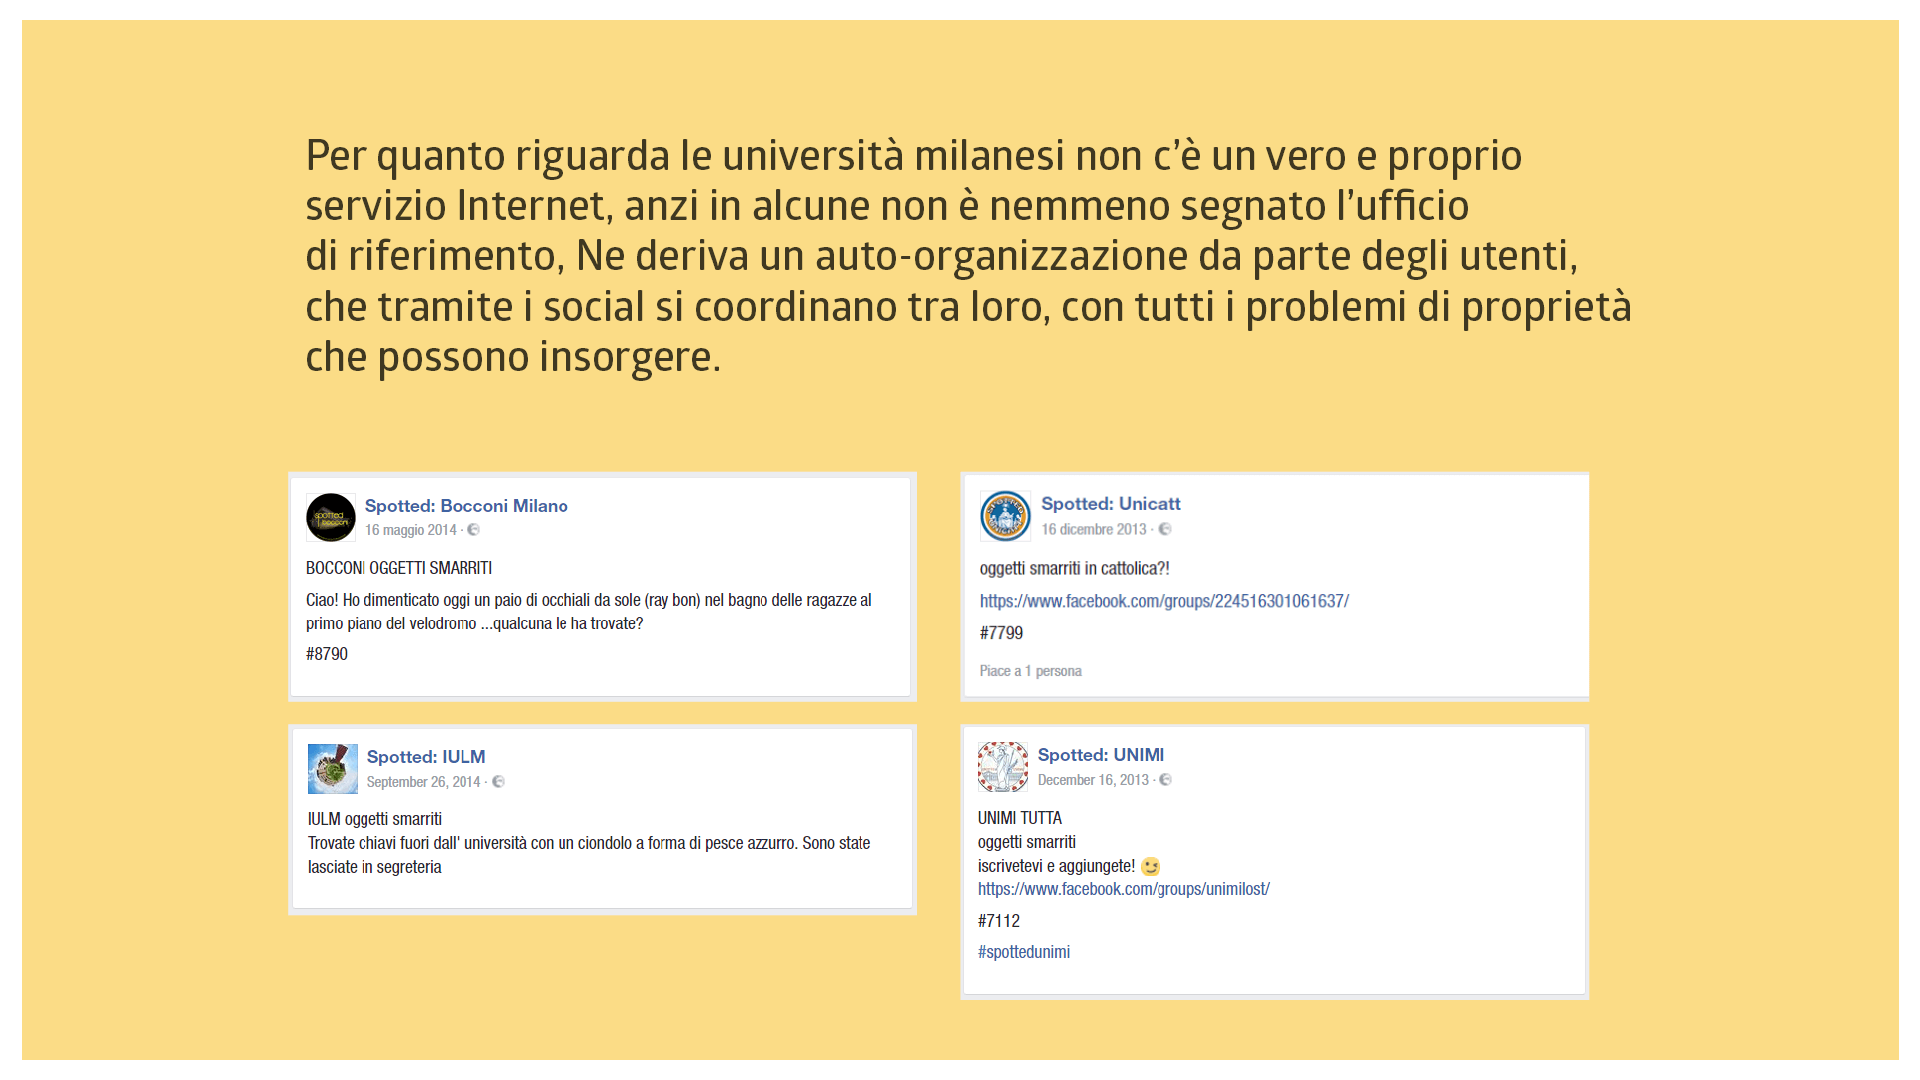 Per quanto riguarda le università milanesi non c’è un vero e proprio
servizio Internet, anzi in alcune non è nemmeno segnato l’ufficio
di riferimento, Ne deriva un auto-organizzazione da parte degli utenti,
che tramite i social si coordinano tra loro, con tutti i problemi di proprietà
che possono insorgere.
spotted
bocconi
Spotted: Bocconi Milano
16 maggio 2014 ·
BOCCONI OGGETTI SMARRITI
Ciao! Ho dimenticato oggi un paio di occhiali da sole (ray bon) nel bagno delle ragazze al
primo piano del velodromo ...qualcuna le ha trovate?
#8790
Spotted: Unicatt
16 dicembre 2013 ·
oggetti smarriti in cattolica?!
https://www.facebook.com/groups/224516301061637/
#7799
Piace a 1 persona
Spotted: IULM
September 26, 2014 ·
IULM oggetti smarriti
Trovate chiavi fuori dall' università con un ciondolo a forma di pesce azzurro. Sono state
lasciate in segreteria
Spotted: UNIMI
December 16, 2013 ·
UNIMI TUTTA
oggetti smarriti
iscrivetevi e aggiungete! 😉
https://www.facebook.com/groups/unimilost/
#7112
#spottedunimi